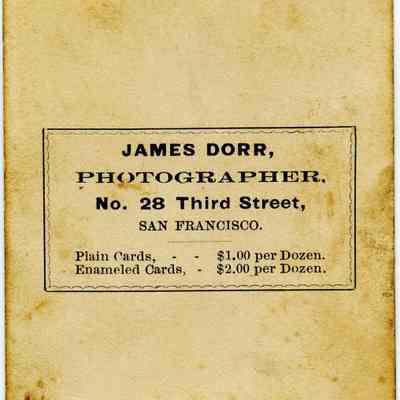 JAMES DORR,
PHOTOGRAPHER,
No. 28 Third Street,
SAN FRANCISCO.
Plain Cards, - - $1.00 per Dozen.
Enameled Cards, - $2.00 per Dozen.